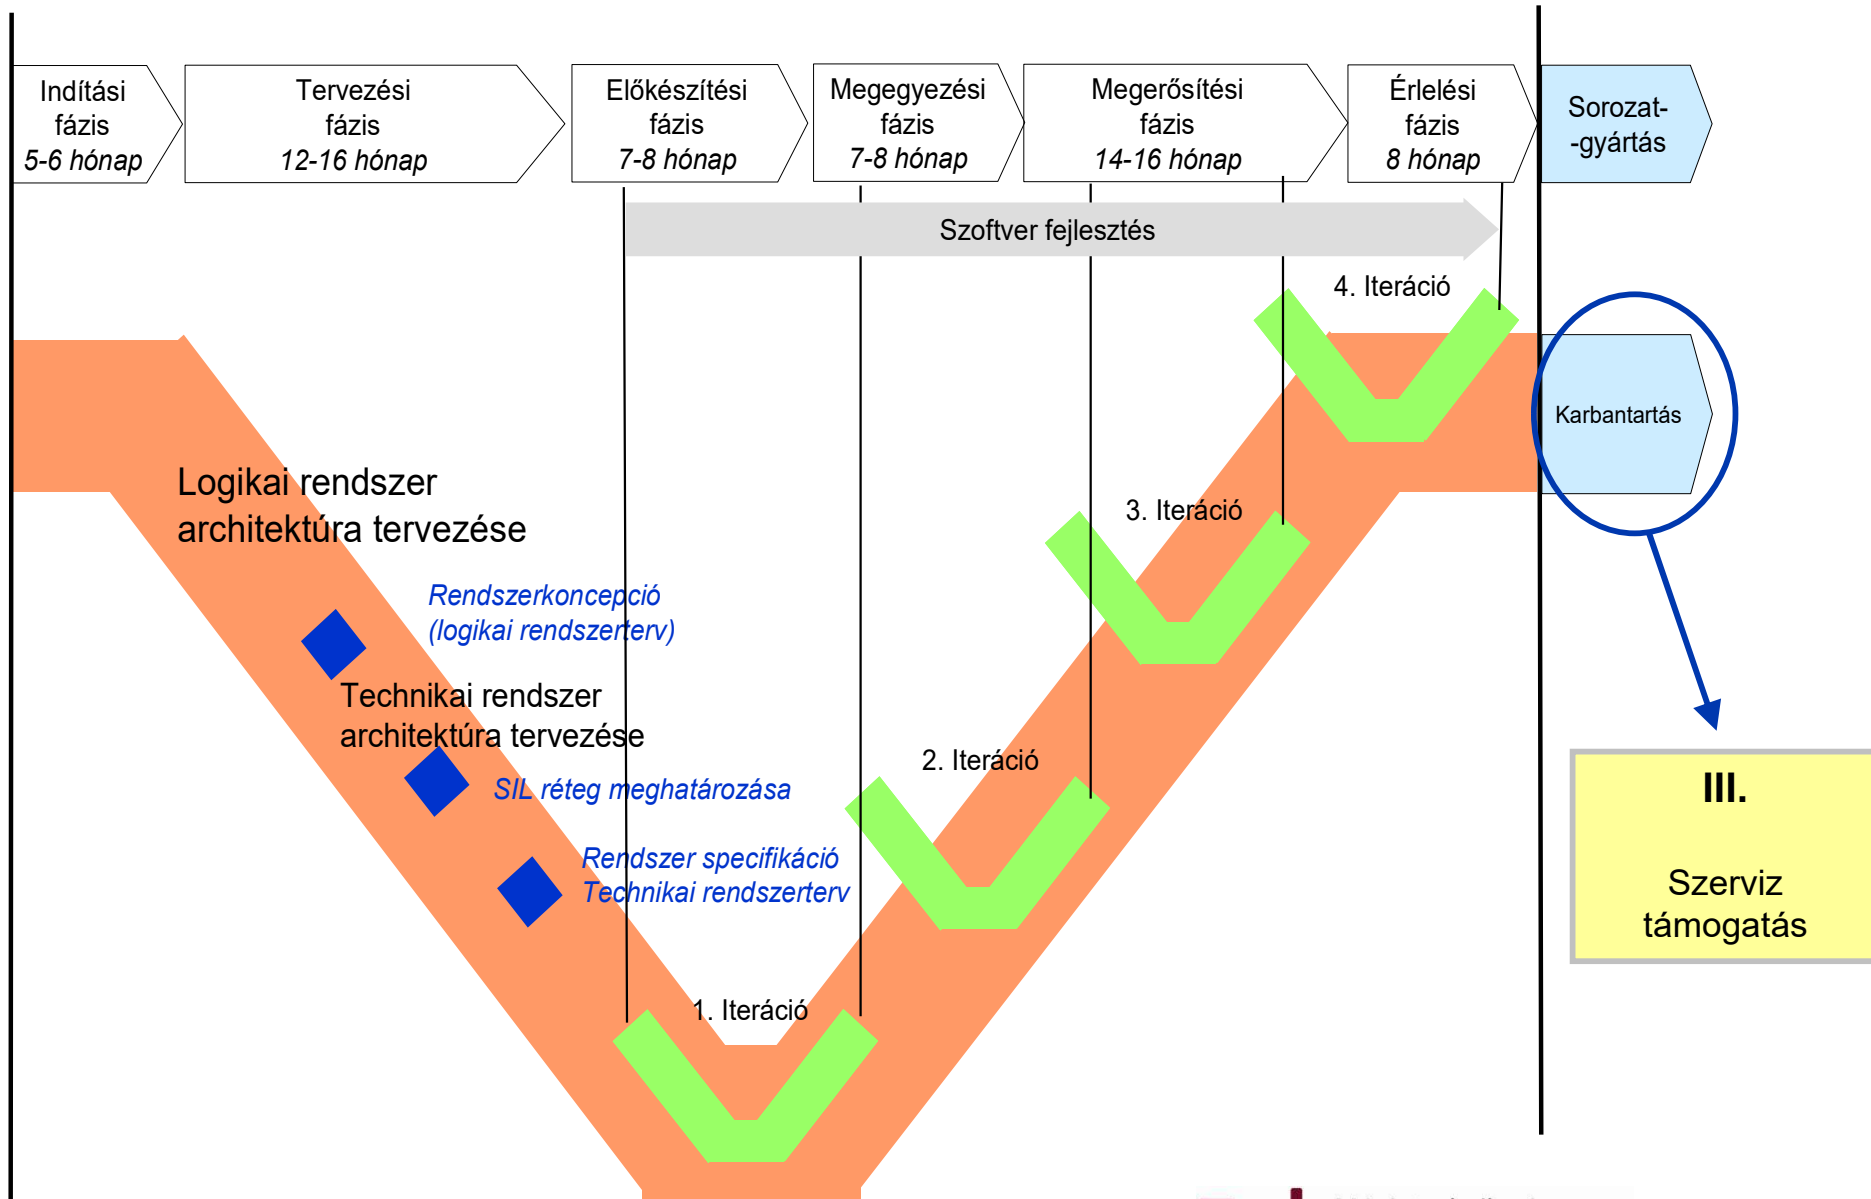 Indítási
fázis
5-6 hónap
Tervezési
fázis
12-16 hónap
Előkészítési
fázis
7-8 hónap
Megegyezési
fázis
7-8 hónap
Megerősítési
fázis
14-16 hónap
Érlelési
fázis
8 hónap
Sorozat-
-gyártás
Szoftver fejlesztés
4. Iteráció
Karbantartás
Logikai rendszer
architektúra tervezése
3. Iteráció
Rendszerkoncepció
(logikai rendszerterv)
Technikai rendszer
architektúra tervezése
2. Iteráció
SIL réteg meghatározása
III.
Szerviz
támogatás
Rendszer specifikáció
Technikai rendszerterv
1. Iteráció